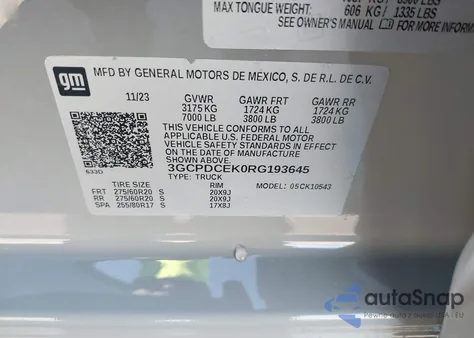 MAX TONGUE WEIGHT: 606 KG / 1335 LBS
SEE OWNER'S MANUAL FOR MORE INFORM
gm
MFD BY GENERAL MOTORS DE MEXICO, S. DE R.L. DE C.V.
11/23 GVWR GAWR FRT GAWR RR
3175 KG 1724 KG 1724 KG
7000 LB 3800 LB 3800 LB
THIS VEHICLE CONFORMS TO ALL
APPLICABLE U.S. FEDERAL MOTOR
VEHICLE SAFETY STANDARDS IN EFFECT ON THE
DATE OF MANUFACTURE SHOWN ABOVE.
633D 3GCPDCEK0RG193645
TYPE: TRUCK MODEL: 05CK10543
TIRE SIZE RIM
FRT 275/60R20 S 20X9J
RR 275/60R20 S 20X9J
SPA 255/80R17 S 17X8J
autoSnap